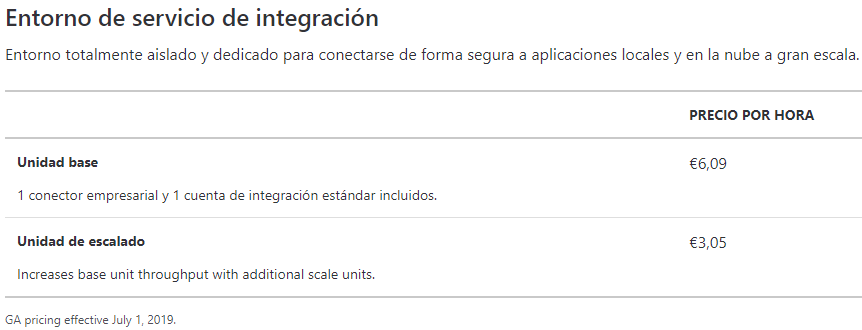 Entorno de servicio de integración
Entorno totalmente aislado y dedicado para conectarse de forma segura a aplicaciones locales y en la nube a gran escala.
PRECIO POR HORA
Unidad base
€6,09
1 conector empresarial y 1 cuenta de integración estándar incluidos.
Unidad de escalado
€3,05
Increases base unit throughput with additional scale units.
GA pricing effective July 1, 2019.